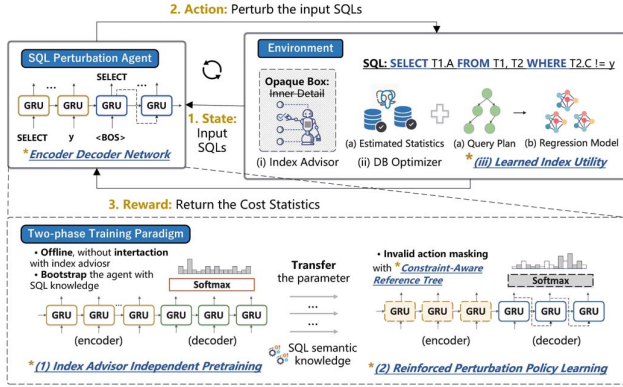 2. Action: Perturb the input SQLs
SQL Perturbation Agent
SELECT
...
...
GRU
GRU
GRU
GRU
SELECT
y
<BOS>
*Encoder Decoder Network
1. State:
Input
SQLs
Environment
SQL: SELECT T1.A FROM T1, T2 WHERE T2.C != y
Opaque Box:
Inner Detail
(i) Index Advisor
(a) Estimated Statistics
(ii) DB Optimizer
(a) Query Plan
(b) Regression Model
*(iii) Learned Index Utility
3. Reward: Return the Cost Statistics
Two-phase Training Paradigm
• Offline, without intertaction
with index adviosr
• Bootstrap the agent with
SQL knowledge
Softmax
...
GRU
GRU
GRU
GRU
GRU
GRU
(encoder)
(decoder)
*(1) Index Advisor Independent Pretraining
Transfer
the parameter
...
...
SQL semantic
knowledge
• Invalid action masking
with *Constraint-Aware
Reference Tree
Softmax
GRU
GRU
GRU
GRU
GRU
GRU
(encoder)
(decoder)
*(2) Reinforced Perturbation Policy Learning